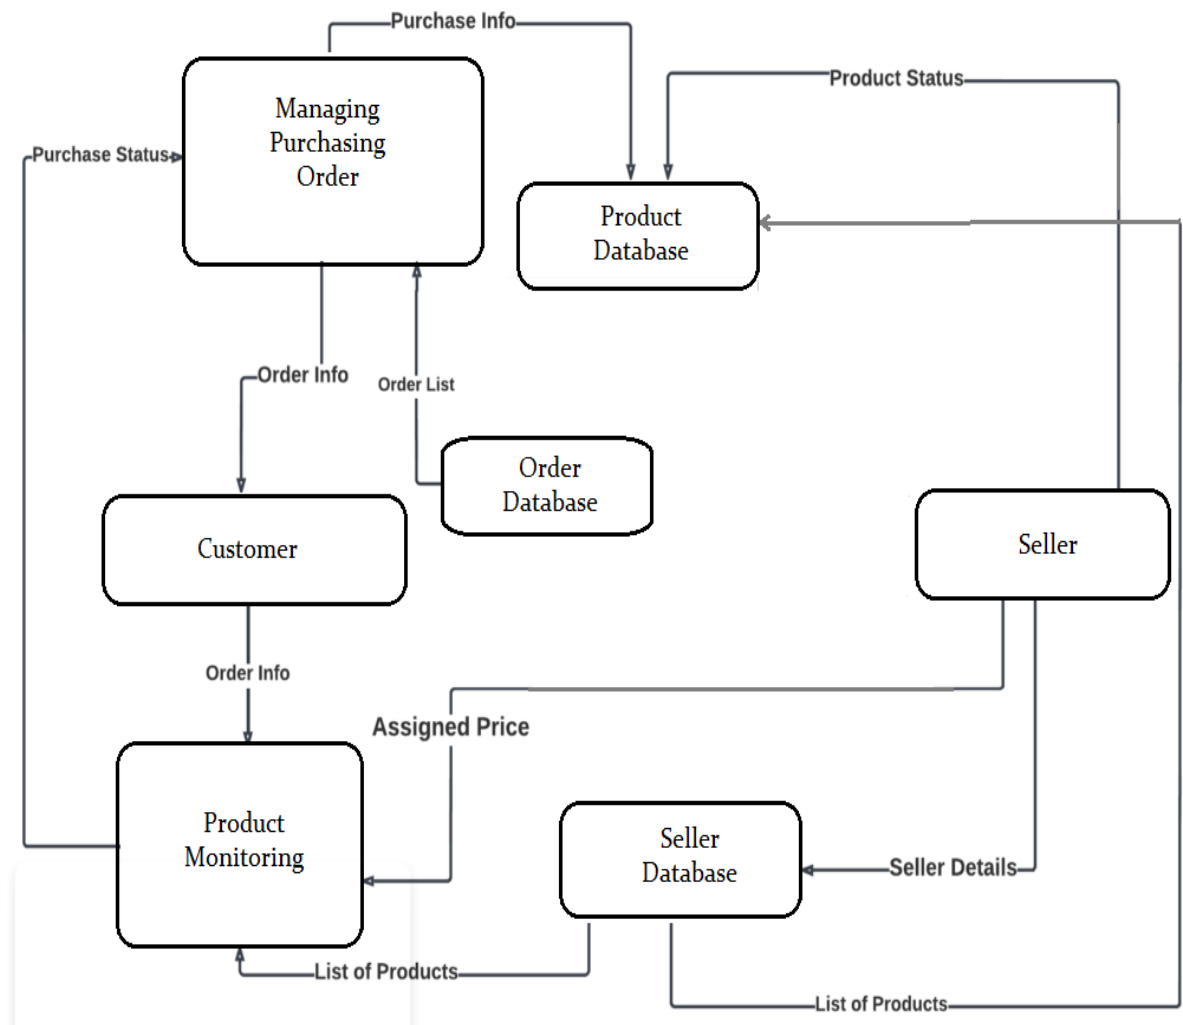 Purchase Info
Product Status
Managing
Purchasing
Order
Purchase Status
Product
Database
Order Info
Order List
Order
Database
Customer
Seller
Order Info
Assigned Price
Product
Monitoring
Seller
Database
Seller Details
List of Products
List of Products